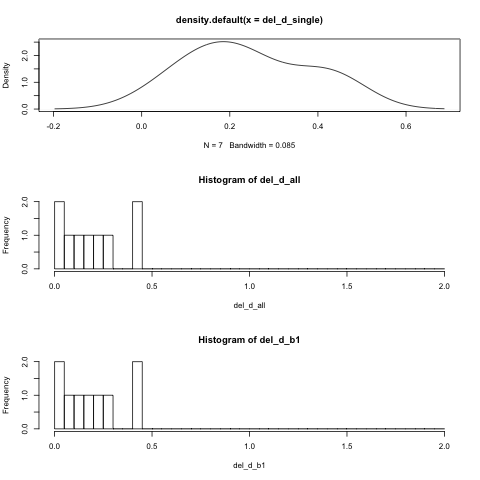 density.default(x = del_d_single)
Density
0.0 1.0 2.0
-0.2 0.0 0.2 0.4 0.6
N = 7 Bandwidth = 0.085
Histogram of del_d_all
Frequency
0.0 1.0 2.0
0.0 0.5 1.0 1.5 2.0
del_d_all
Histogram of del_d_b1
Frequency
0.0 1.0 2.0
0.0 0.5 1.0 1.5 2.0
del_d_b1